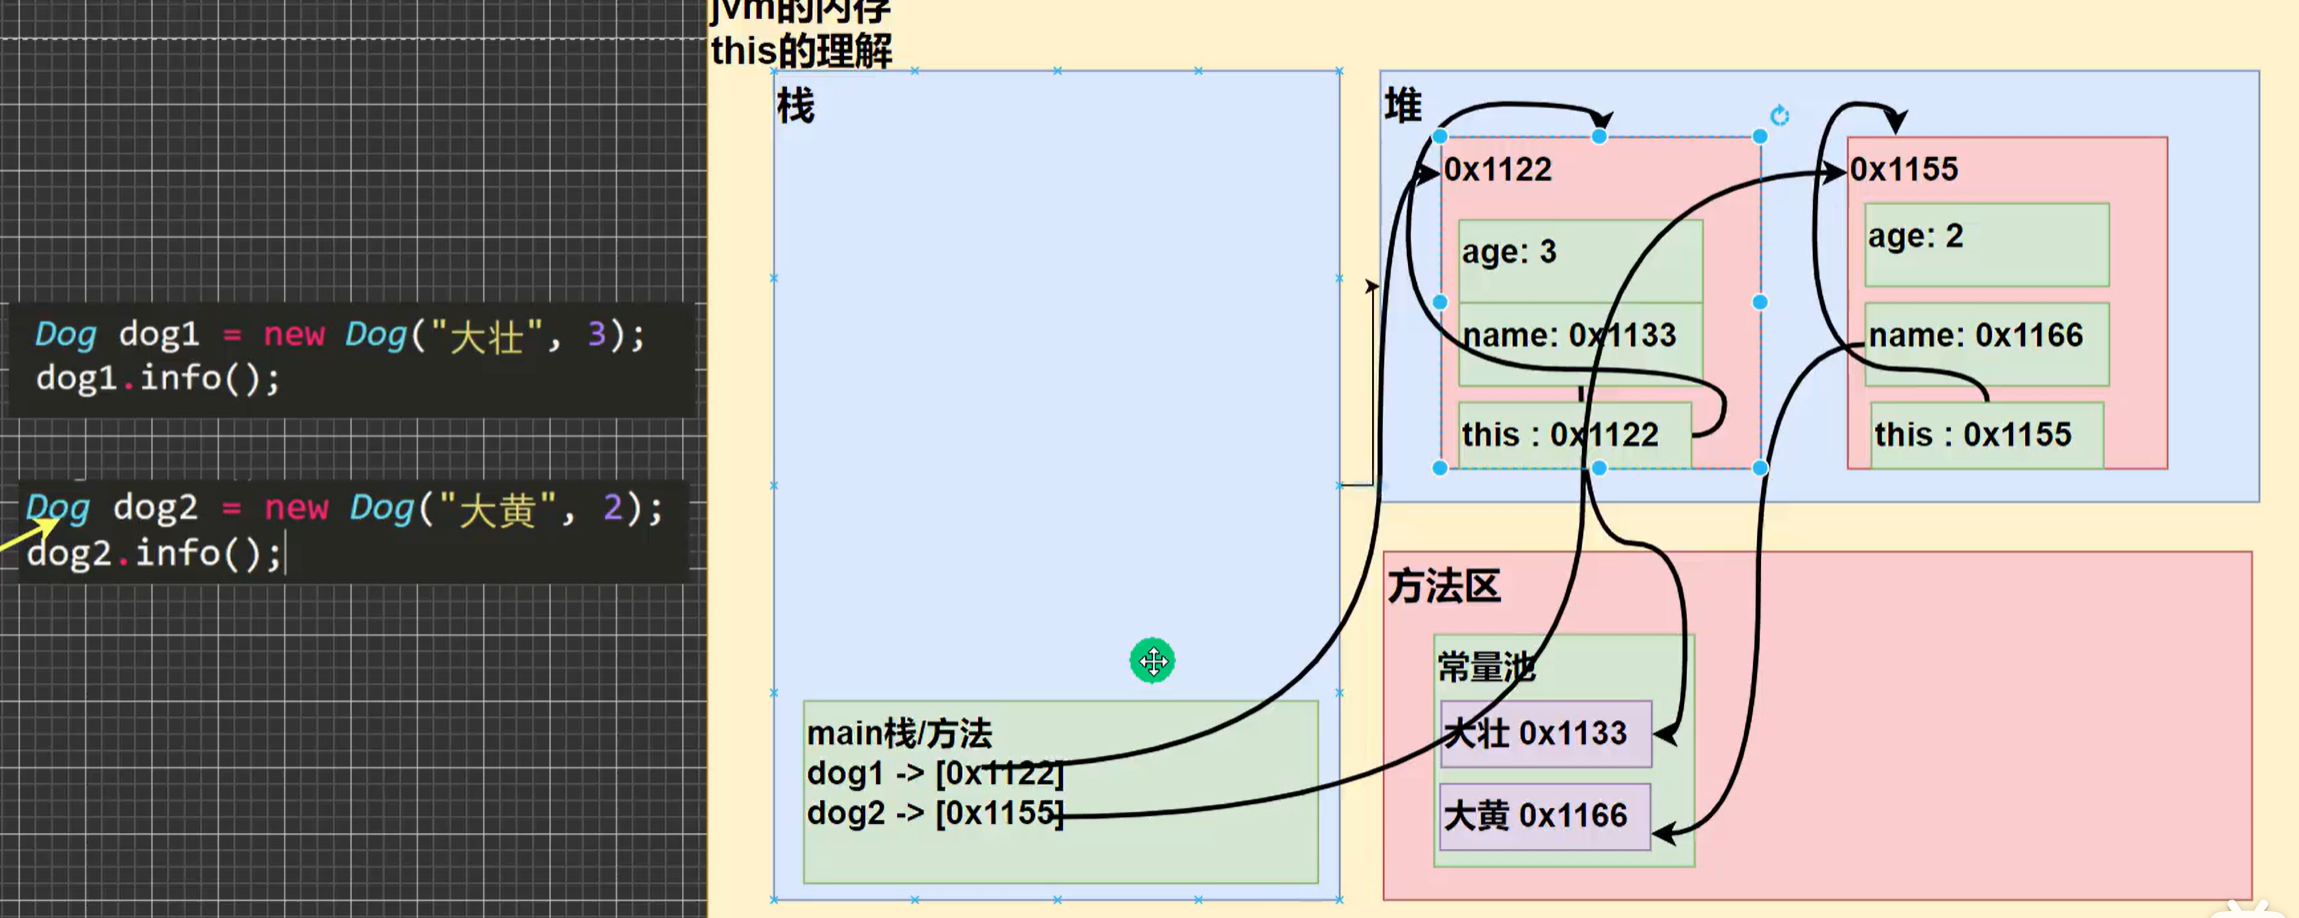 jvm的内存
this的理解
Dog dog1 = new Dog("大壮", 3);
dog1.info();
Dog dog2 = new Dog("大黄", 2);
dog2.info();
栈
main栈/方法
dog1 -> [0x1122]
dog2 -> [0x1155]
堆
0x1122
age: 3
name: 0x1133
this : 0x1122
0x1155
age: 2
name: 0x1166
this : 0x1155
方法区
常量池
大壮 0x1133
大黄 0x1166